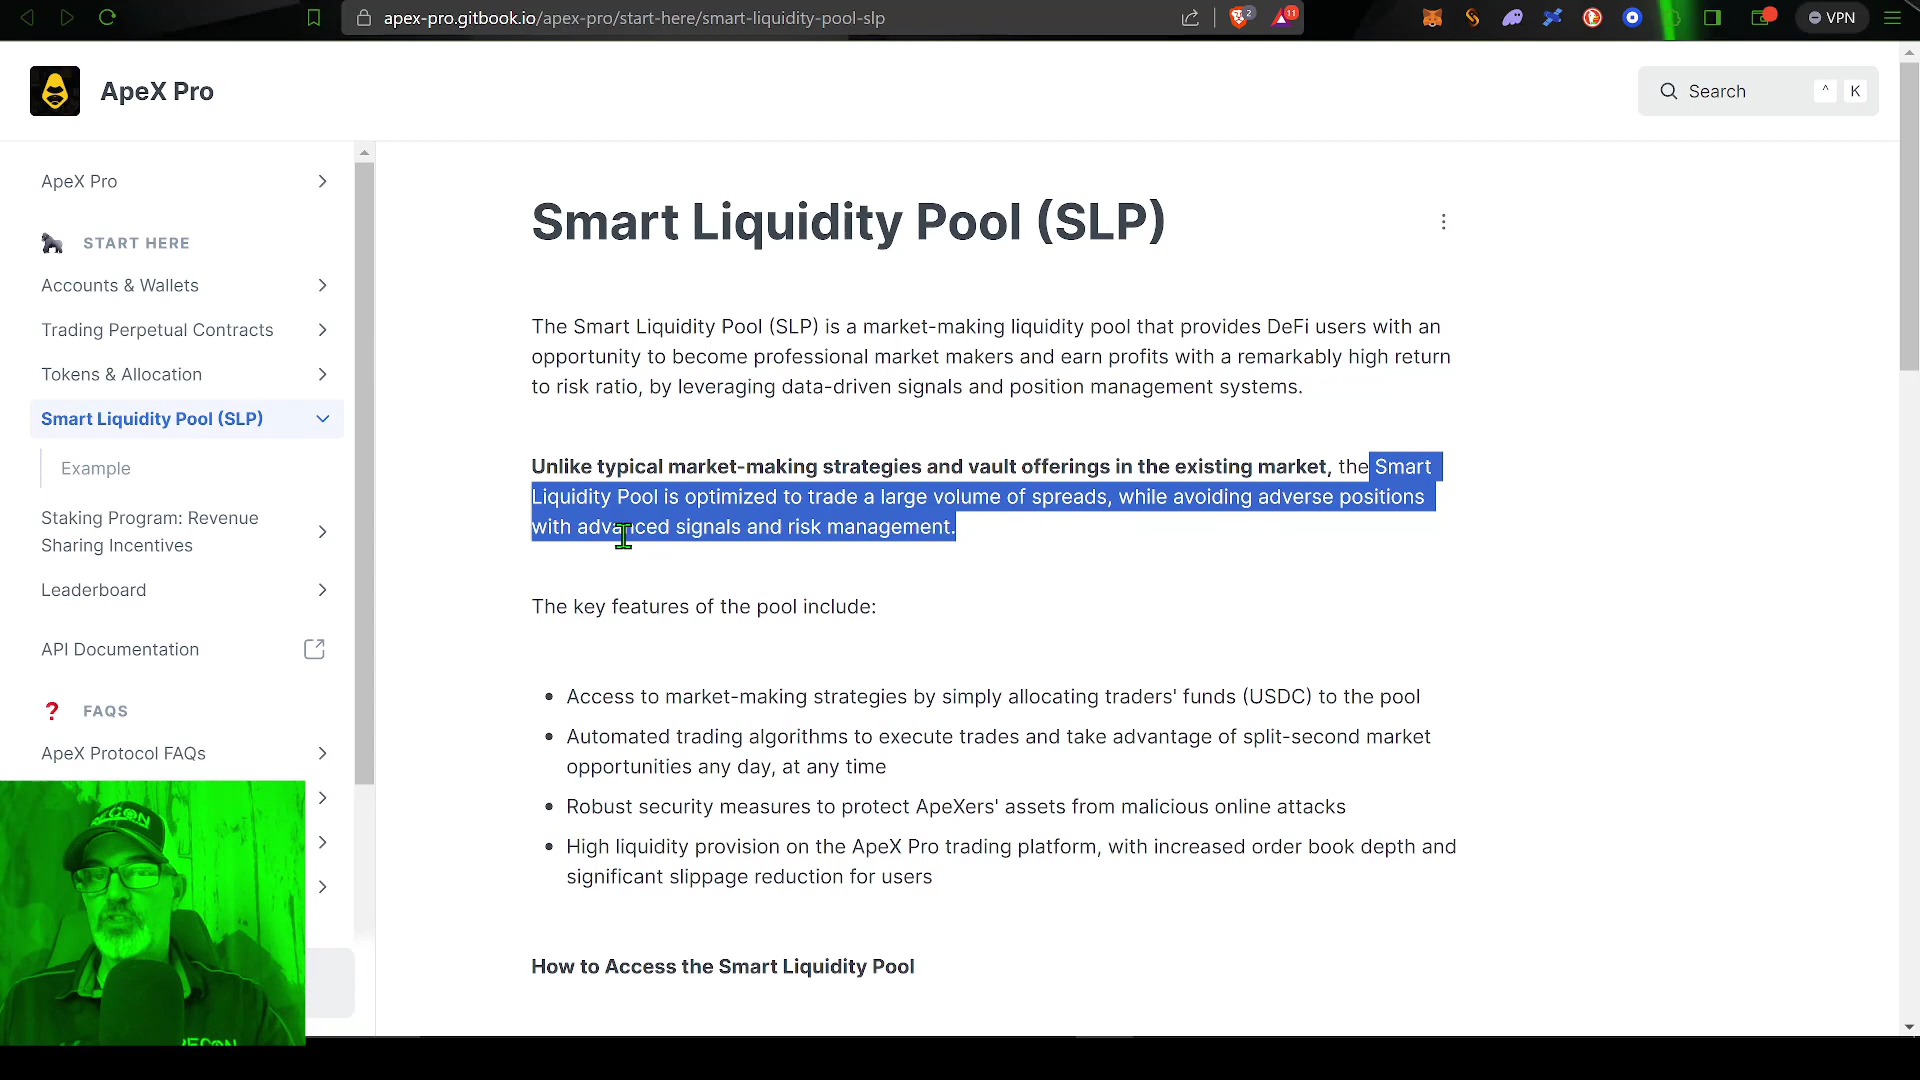 apex-pro.gitbook.io/apex-pro/start-here/smart-liquidity-pool-slp
2
11
VPN
ApeX Pro
Search
^ K
ApeX Pro
START HERE
Accounts & Wallets
Trading Perpetual Contracts
Tokens & Allocation
Smart Liquidity Pool (SLP)
Example
Staking Program: Revenue
Sharing Incentives
Leaderboard
API Documentation
FAQS
ApeX Protocol FAQs
Smart Liquidity Pool (SLP)
The Smart Liquidity Pool (SLP) is a market-making liquidity pool that provides DeFi users with an
opportunity to become professional market makers and earn profits with a remarkably high return
to risk ratio, by leveraging data-driven signals and position management systems.
Unlike typical market-making strategies and vault offerings in the existing market, the Smart
Liquidity Pool is optimized to trade a large volume of spreads, while avoiding adverse positions
with advanced signals and risk management.
The key features of the pool include:
• Access to market-making strategies by simply allocating traders' funds (USDC) to the pool
• Automated trading algorithms to execute trades and take advantage of split-second market
opportunities any day, at any time
• Robust security measures to protect ApeXers' assets from malicious online attacks
• High liquidity provision on the ApeX Pro trading platform, with increased order book depth and
significant slippage reduction for users
How to Access the Smart Liquidity Pool
RECON